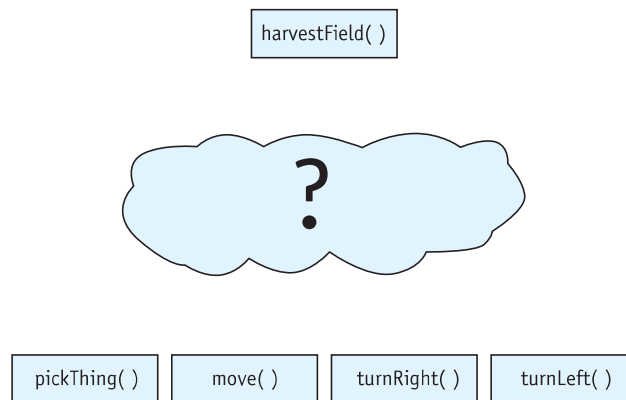 harvestField( )
?
pickThing( )
move( )
turnRight( )
turnLeft( )